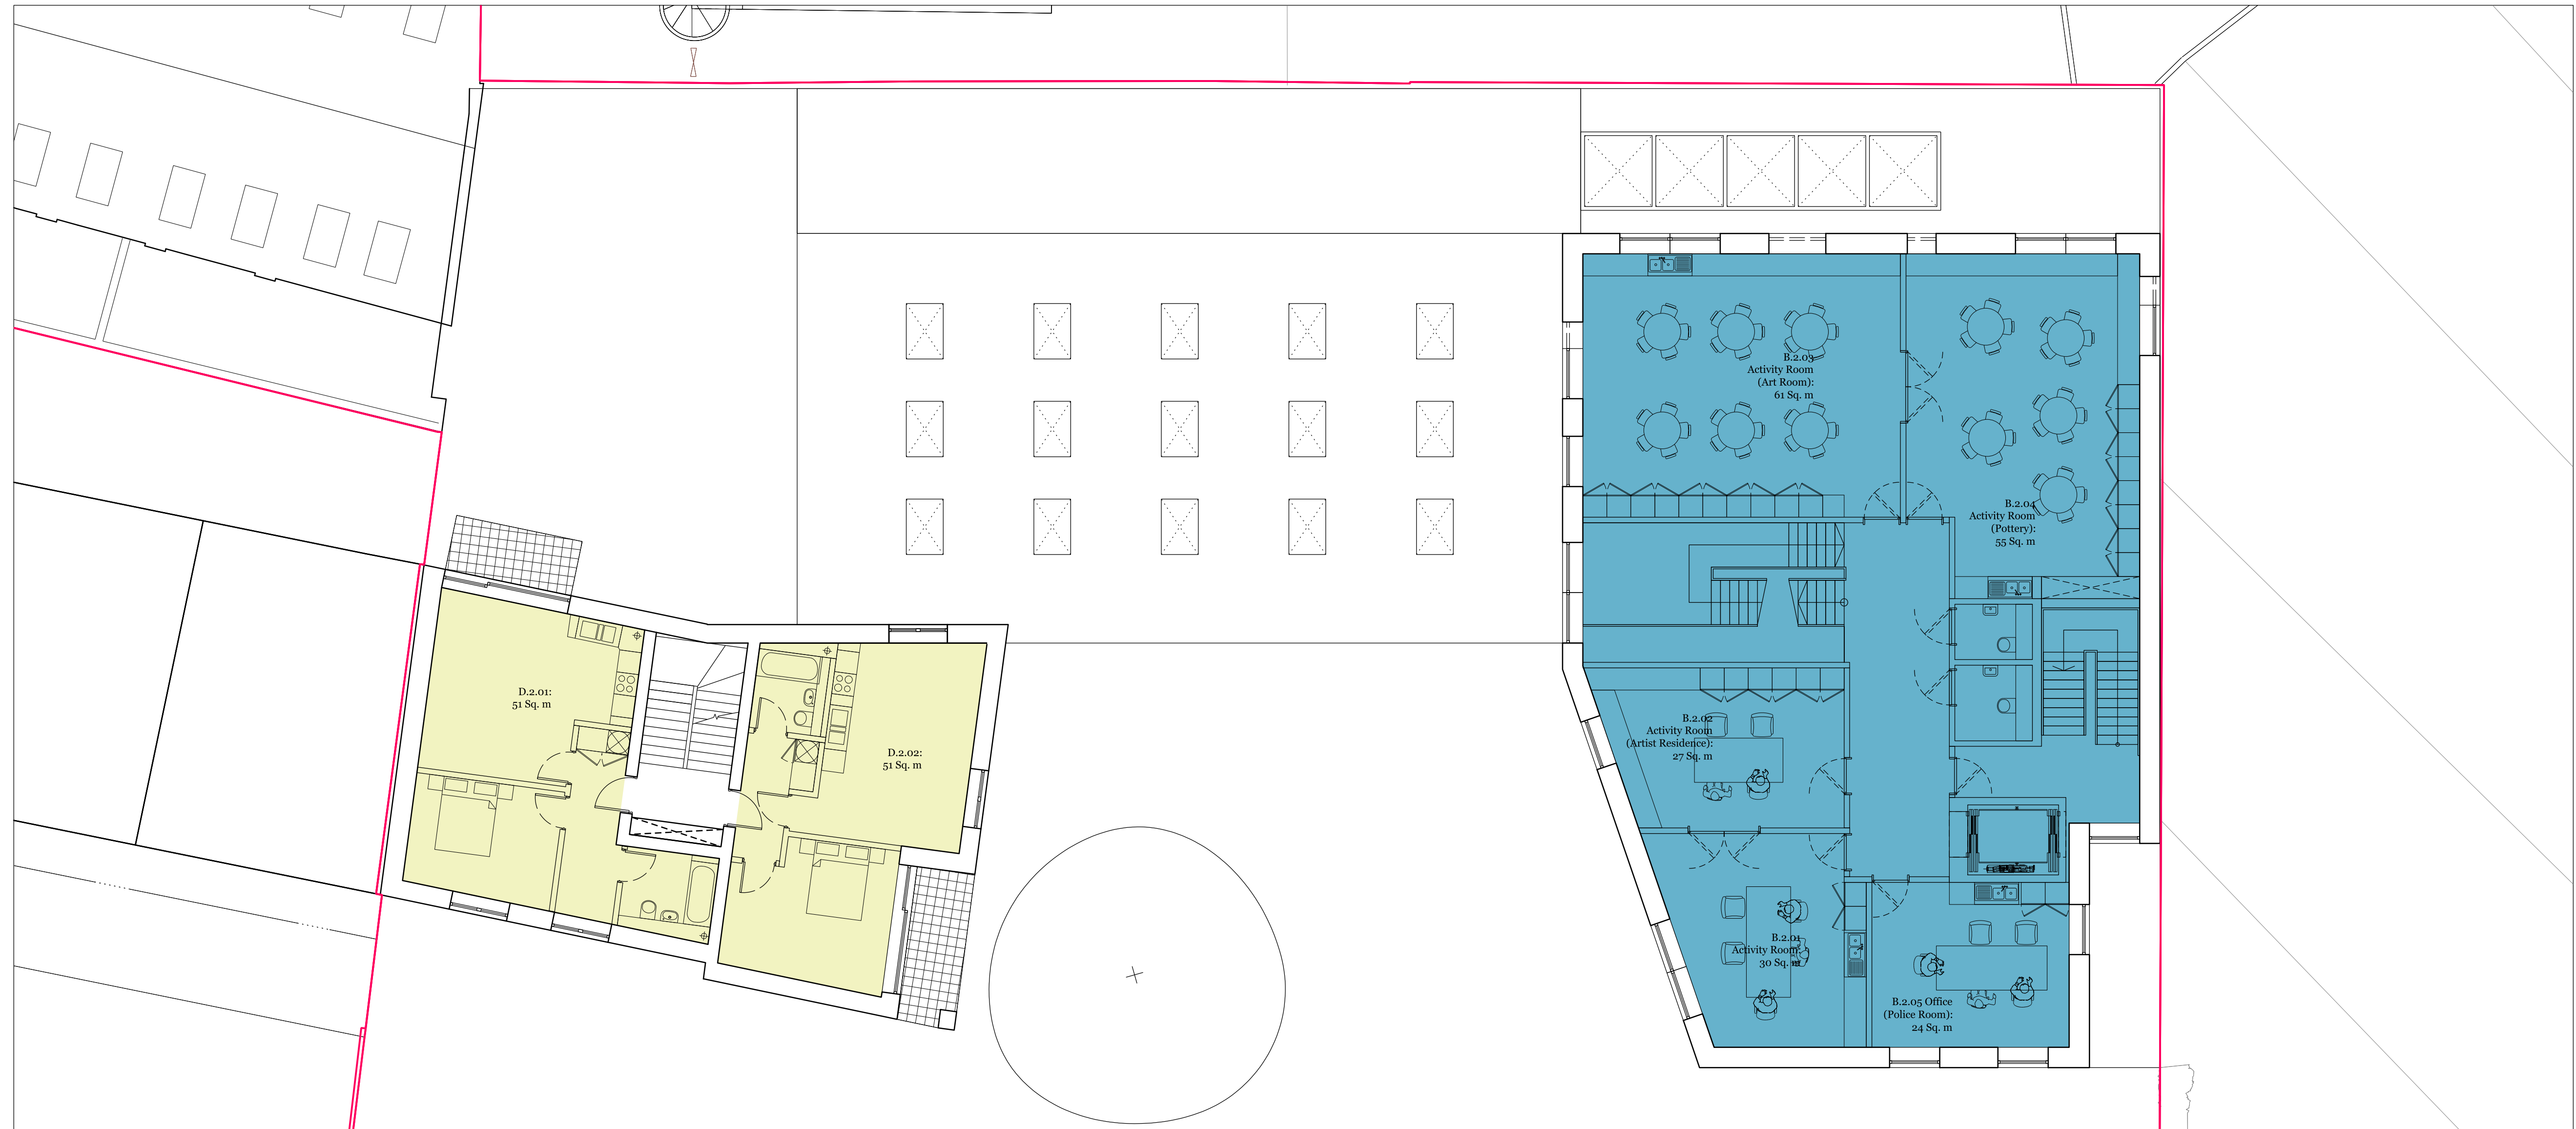 B.2.03
Activity Room
(Art Room):
61 Sq. m
B.2.04
Activity Room
(Pottery):
55 Sq. m
D.2.01:
51 Sq. m
D.2.02:
51 Sq. m
B.2.02
Activity Room
(Artist Residence):
27 Sq. m
B.2.01
Activity Room:
30 Sq. m
B.2.05 Office
(Police Room):
24 Sq. m